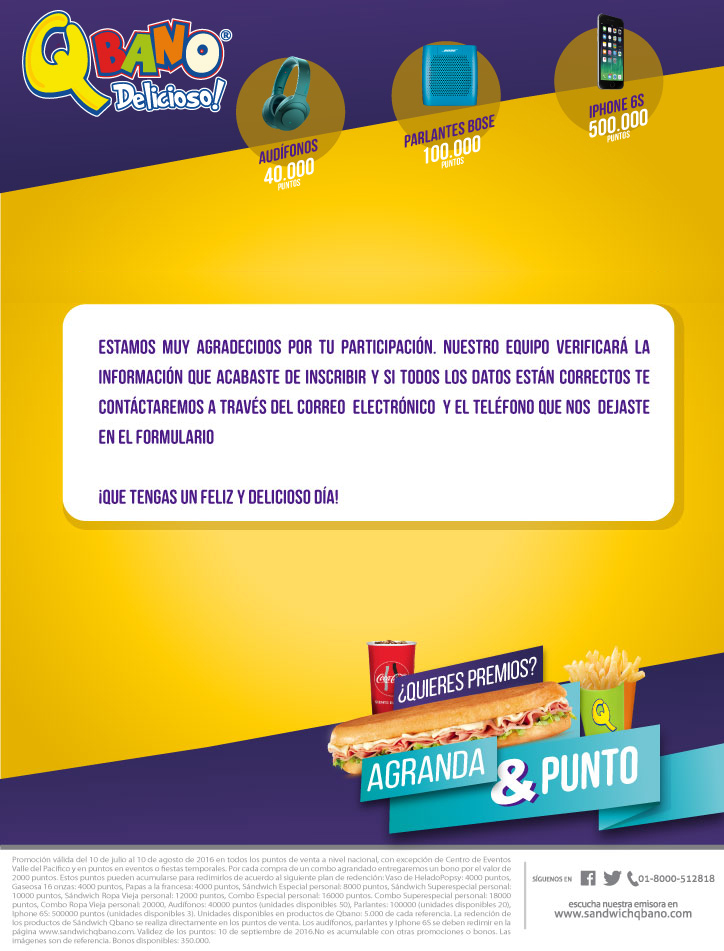 QBANO®
Delicioso!
AUDÍFONOS
40.000
PUNTOS
BOSE
PARLANTES BOSE
100.000
PUNTOS
IPHONE 6S
500.000
PUNTOS
ESTAMOS MUY AGRADECIDOS POR TU PARTICIPACIÓN. NUESTRO EQUIPO VERIFICARÁ LA
INFORMACIÓN QUE ACABASTE DE INSCRIBIR Y SI TODOS LOS DATOS ESTÁN CORRECTOS TE
CONTÁCTAREMOS A TRAVÉS DEL CORREO ELECTRÓNICO Y EL TELÉFONO QUE NOS DEJASTE
EN EL FORMULARIO
¡QUE TENGAS UN FELIZ Y DELICIOSO DÍA!
Coca-Cola
¿QUIERES PREMIOS?
Q
AGRANDA & PUNTO
Promoción válida del 10 de julio al 10 de agosto de 2016 en todos los puntos de venta a nivel nacional, con excepción de Centro de Eventos
Valle del Pacífico y en puntos en eventos o fiestas temporales. Por cada compra de un combo agrandado entregaremos un bono por el valor de
2000 puntos. Estos puntos pueden acumularse para redimirlos de acuerdo al siguiente plan de redención: Vaso de HeladoPopsy: 4000 puntos,
Gaseosa 16 onzas: 4000 puntos, Papas a la francesa: 4000 puntos, Sándwich Especial personal: 8000 puntos, Sándwich Superespecial personal:
10000 puntos, Sándwich Ropa Vieja personal: 12000 puntos, Combo Especial personal: 16000 puntos. Combo Superespecial personal: 18000
puntos, Combo Ropa Vieja personal: 20000, Audífonos: 40000 puntos (unidades disponibles 50), Parlantes: 100000 (unidades disponibles 20),
Iphone 6S: 500000 puntos (unidades disponibles 3). Unidades disponibles en productos de Qbano: 5.000 de cada referencia. La redención de
los productos de Sándwich Qbano se realiza directamente en los puntos de venta. Los audífonos, parlantes y Iphone 6S se deben redimir en la
página www.sandwichqbano.com. Validez de los puntos: 10 de septiembre de 2016.No es acumulable con otras promociones o bonos. Las
imágenes son de referencia. Bonos disponibles: 350.000.
SÍGUENOS EN 01-8000-512818
escucha nuestra emisora en
www.sandwichqbano.com